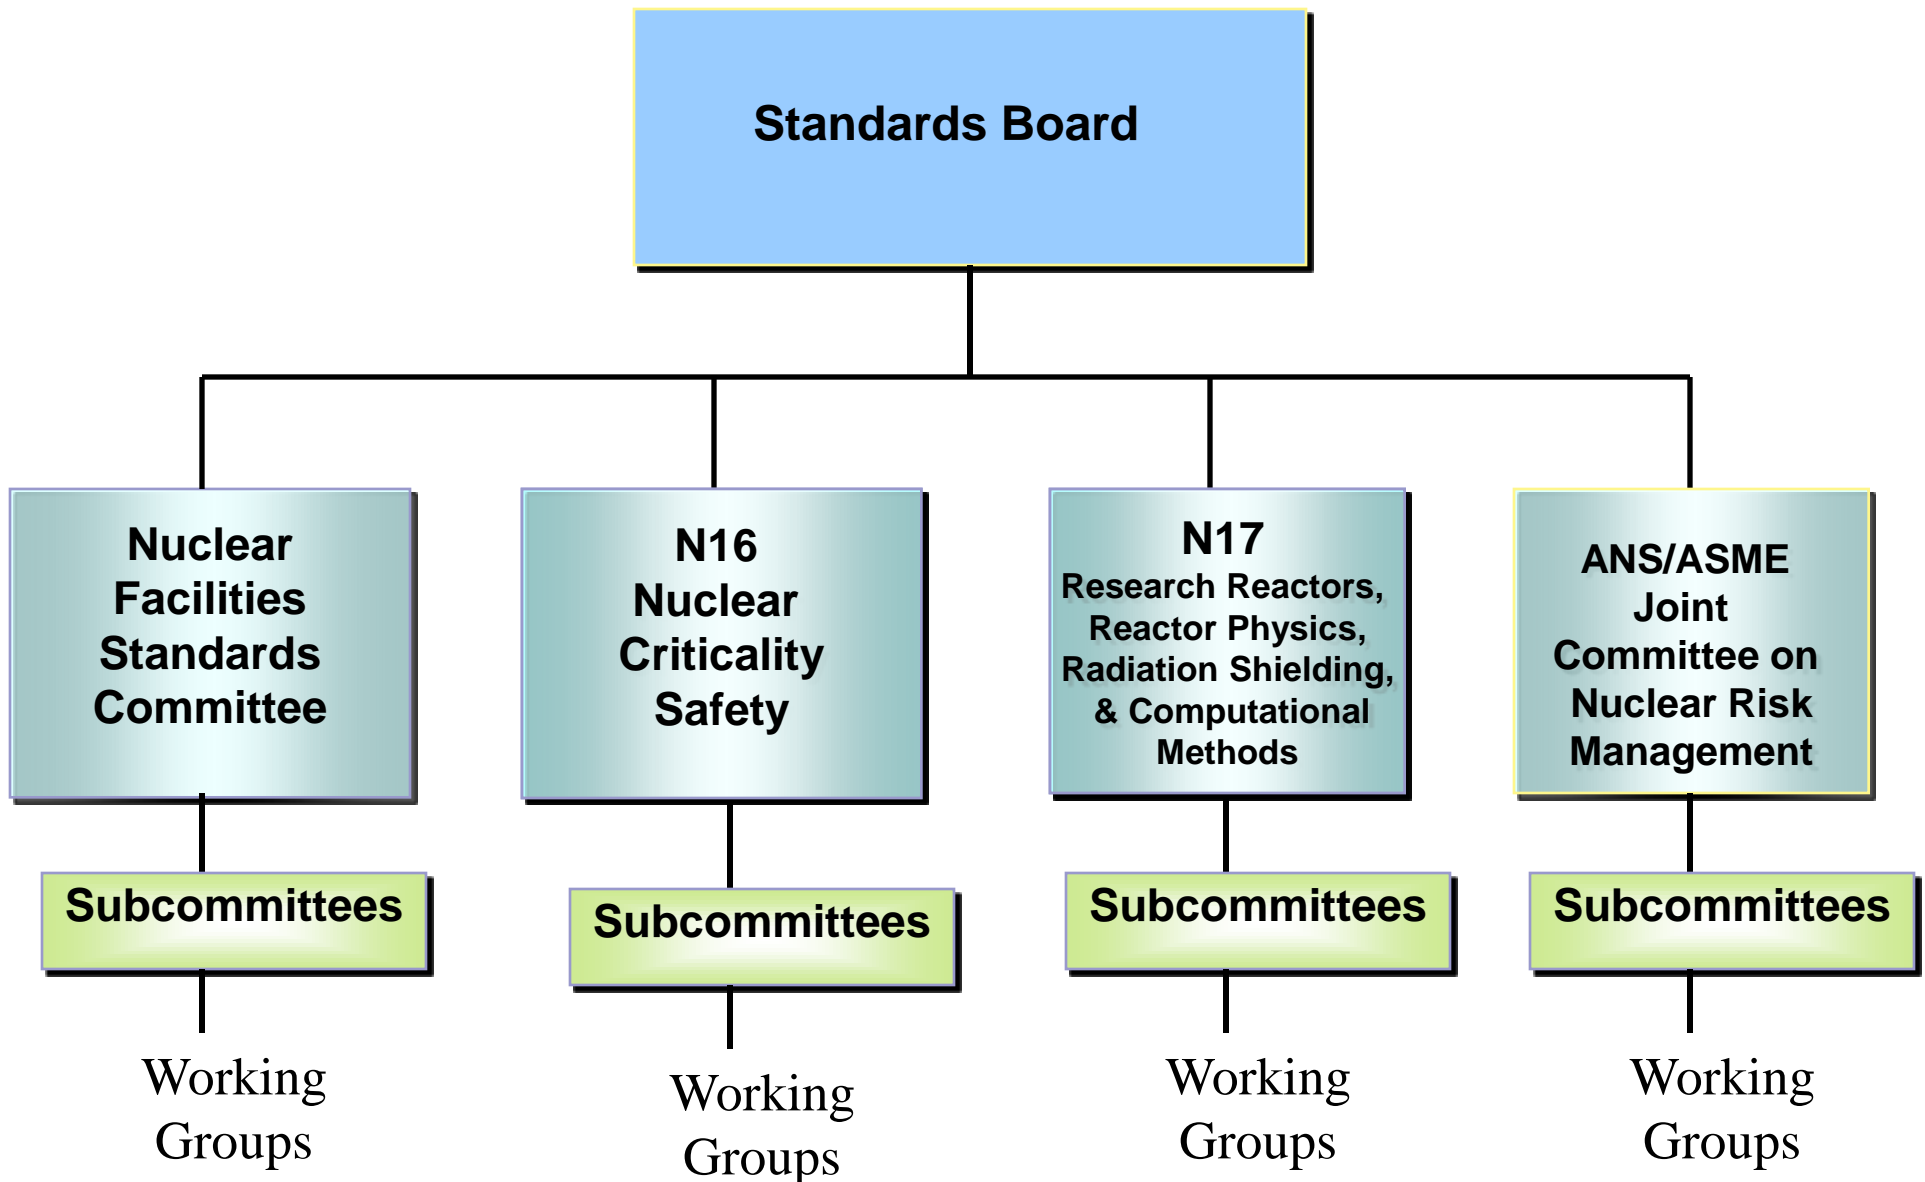 Standards Board
Nuclear
Facilities
Standards
Committee
N16
Nuclear
Criticality
Safety
N17
Research Reactors,
Reactor Physics,
Radiation Shielding,
& Computational
Methods
ANS/ASME
Joint
Committee on
Nuclear Risk
Management
Subcommittees
Subcommittees
Subcommittees
Subcommittees
Working
Groups
Working
Groups
Working
Groups
Working
Groups